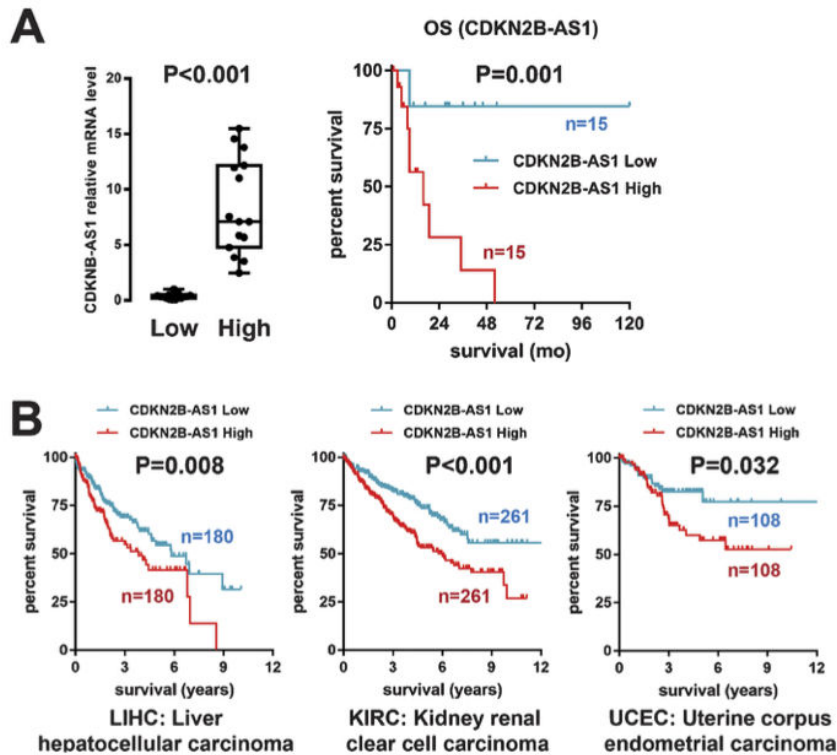 A
OS (CDKN2B-AS1)
P<0.001
CDKNB-AS1 relative mRNA level
20
15
10
5
0
Low High
P=0.001
percent survival
100
75
50
25
0
n=15
CDKN2B-AS1 Low
CDKN2B-AS1 High
n=15
0 24 48 72 96 120
survival (mo)
B
CDKN2B-AS1 Low
CDKN2B-AS1 High
P=0.008
percent survival
100
75
50
25
0
n=180
n=180
0 3 6 9 12
survival (years)
LIHC: Liver
hepatocellular carcinoma
CDKN2B-AS1 Low
CDKN2B-AS1 High
P<0.001
percent survival
100
75
50
25
0
n=261
n=261
0 3 6 9 12
survival (years)
KIRC: Kidney renal
clear cell carcinoma
CDKN2B-AS1 Low
CDKN2B-AS1 High
P=0.032
percent survival
100
75
50
25
0
n=108
n=108
0 3 6 9 12
survival (years)
UCEC: Uterine corpus
endometrial carcinoma